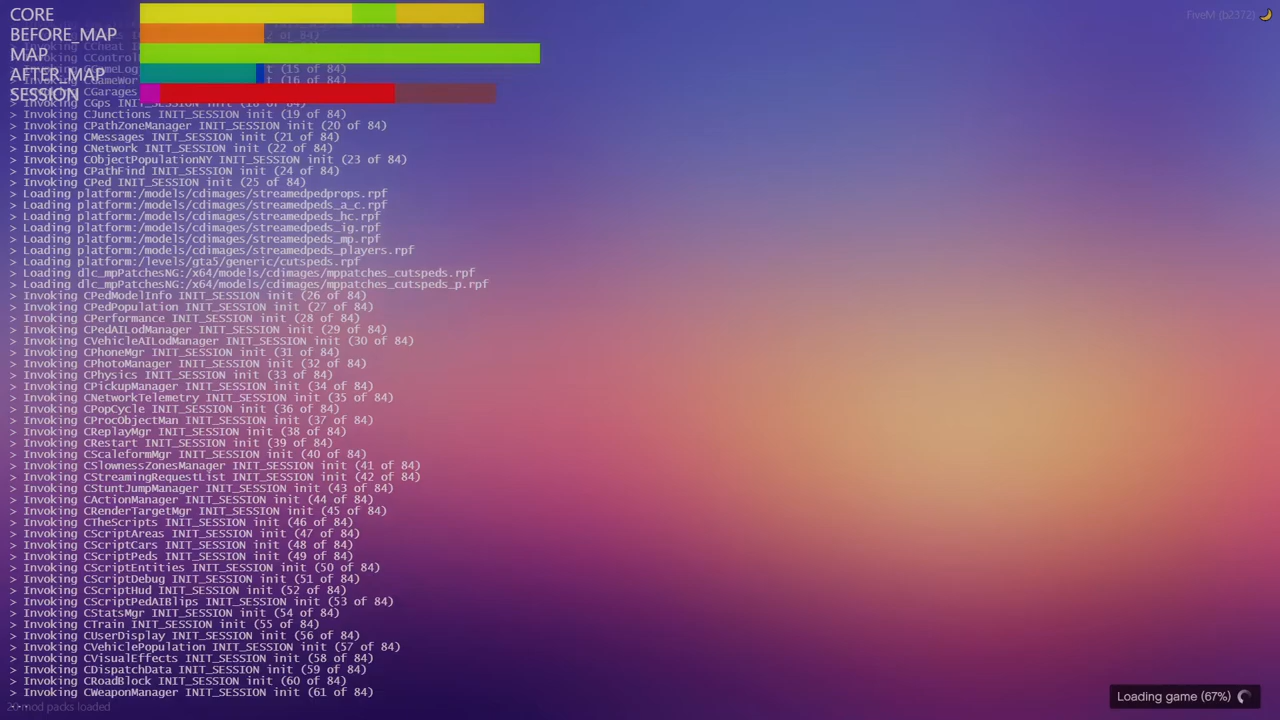 CORE
FiveM (b2372)
BEFORE_MAP
MAP
AFTER_MAP
(15 of 84)
(16 of 84)
SESSION
> Invoking CGps INIT_SESSION init (18 of 84)
> Invoking CJunctions INIT_SESSION init (19 of 84)
> Invoking CPathZoneManager INIT_SESSION init (20 of 84)
> Invoking CMessages INIT_SESSION init (21 of 84)
> Invoking CNetwork INIT_SESSION init (22 of 84)
> Invoking CObjectPopulationNY INIT_SESSION init (23 of 84)
> Invoking CPathFind INIT_SESSION init (24 of 84)
> Invoking CPed INIT_SESSION init (25 of 84)
> Loading platform:/models/cdimages/streamedpedprops.rpf
> Loading platform:/models/cdimages/streamedpeds_a_c.rpf
> Loading platform:/models/cdimages/streamedpeds_hc.rpf
> Loading platform:/models/cdimages/streamedpeds_ig.rpf
> Loading platform:/models/cdimages/streamedpeds_mp.rpf
> Loading platform:/models/cdimages/streamedpeds_players.rpf
> Loading platform:/levels/gta5/generic/cutspeds.rpf
> Loading dlc_mpPatchesNG:/x64/models/cdimages/mppatches_cutspeds.rpf
> Loading dlc_mpPatchesNG:/x64/models/cdimages/mppatches_cutspeds_p.rpf
> Invoking CPedModelInfo INIT_SESSION init (26 of 84)
> Invoking CPedPopulation INIT_SESSION init (27 of 84)
> Invoking CPerformance INIT_SESSION init (28 of 84)
> Invoking CPedAILodManager INIT_SESSION init (29 of 84)
> Invoking CVehicleAILodManager INIT_SESSION init (30 of 84)
> Invoking CPhoneMgr INIT_SESSION init (31 of 84)
> Invoking CPhotoManager INIT_SESSION init (32 of 84)
> Invoking CPhysics INIT_SESSION init (33 of 84)
> Invoking CPickupManager INIT_SESSION init (34 of 84)
> Invoking CNetworkTelemetry INIT_SESSION init (35 of 84)
> Invoking CPopCycle INIT_SESSION init (36 of 84)
> Invoking CProcObjectMan INIT_SESSION init (37 of 84)
> Invoking CReplayMgr INIT_SESSION init (38 of 84)
> Invoking CRestart INIT_SESSION init (39 of 84)
> Invoking CScaleformMgr INIT_SESSION init (40 of 84)
> Invoking CSlownessZonesManager INIT_SESSION init (41 of 84)
> Invoking CStreamingRequestList INIT_SESSION init (42 of 84)
> Invoking CStuntJumpManager INIT_SESSION init (43 of 84)
> Invoking CActionManager INIT_SESSION init (44 of 84)
> Invoking CRenderTargetMgr INIT_SESSION init (45 of 84)
> Invoking CTheScripts INIT_SESSION init (46 of 84)
> Invoking CScriptAreas INIT_SESSION init (47 of 84)
> Invoking CScriptCars INIT_SESSION init (48 of 84)
> Invoking CScriptPeds INIT_SESSION init (49 of 84)
> Invoking CScriptEntities INIT_SESSION init (50 of 84)
> Invoking CScriptDebug INIT_SESSION init (51 of 84)
> Invoking CScriptHud INIT_SESSION init (52 of 84)
> Invoking CScriptPedAIBlips INIT_SESSION init (53 of 84)
> Invoking CStatsMgr INIT_SESSION init (54 of 84)
> Invoking CTrain INIT_SESSION init (55 of 84)
> Invoking CUserDisplay INIT_SESSION init (56 of 84)
> Invoking CVehiclePopulation INIT_SESSION init (57 of 84)
> Invoking CVisualEffects INIT_SESSION init (58 of 84)
> Invoking CDispatchData INIT_SESSION init (59 of 84)
> Invoking CRoadBlock INIT_SESSION init (60 of 84)
> Invoking CWeaponManager INIT_SESSION init (61 of 84)
Loading game (67%)
mod packs loaded